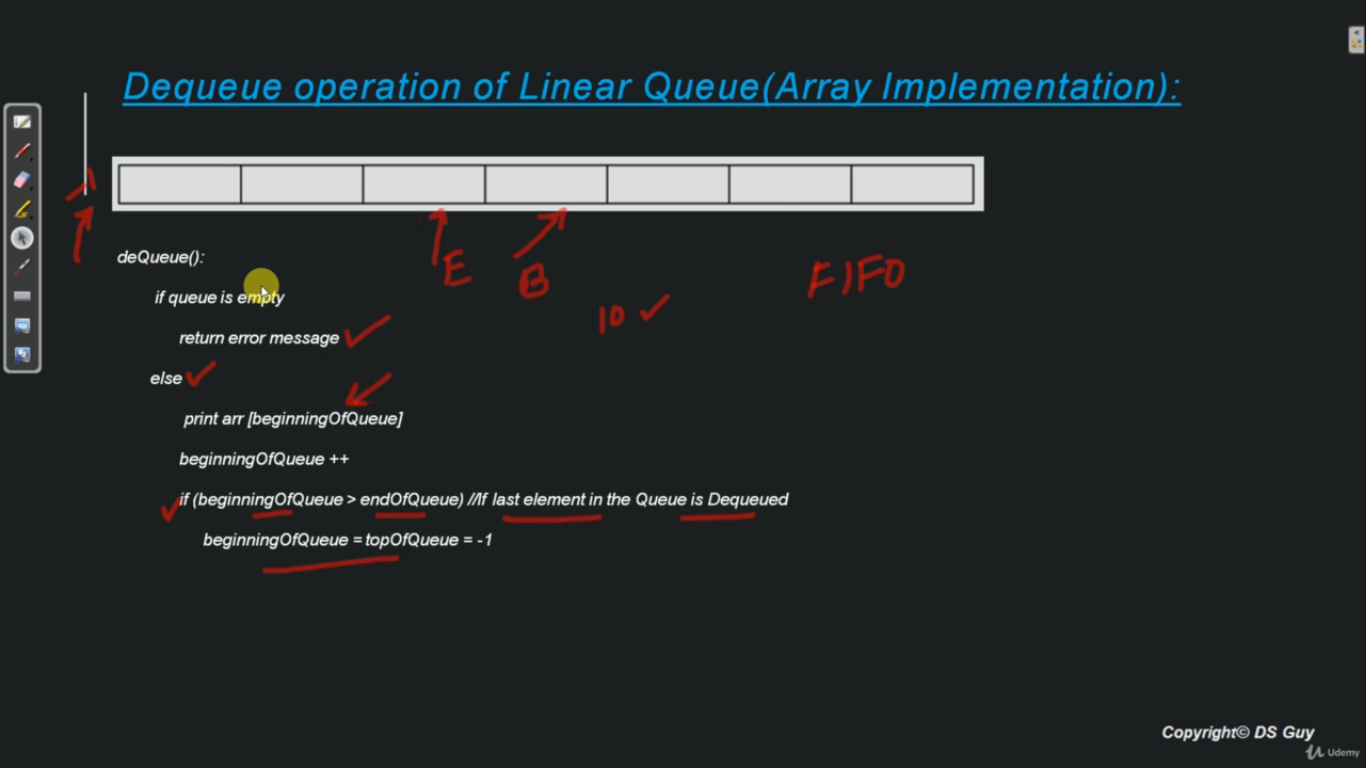 Dequeue operation of Linear Queue(Array Implementation):
E
B
FIFO
10
deQueue():
if queue is empty
return error message
else
print arr [beginningOfQueue]
beginningOfQueue ++
if (beginningOfQueue > endOfQueue) //If last element in the Queue is Dequeued
beginningOfQueue = topOfQueue = -1
Copyright© DS Guy
Udemy